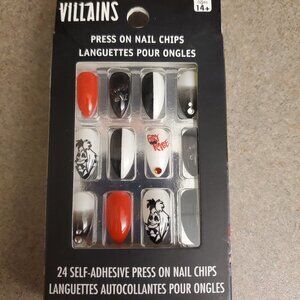 VILLAINS
14+
PRESS ON NAIL CHIPS
LANGUETTES POUR ONGLES
24 SELF-ADHESIVE PRESS ON NAIL CHIPS
LANGUETTES AUTOCOLLANTES POUR ONGLES